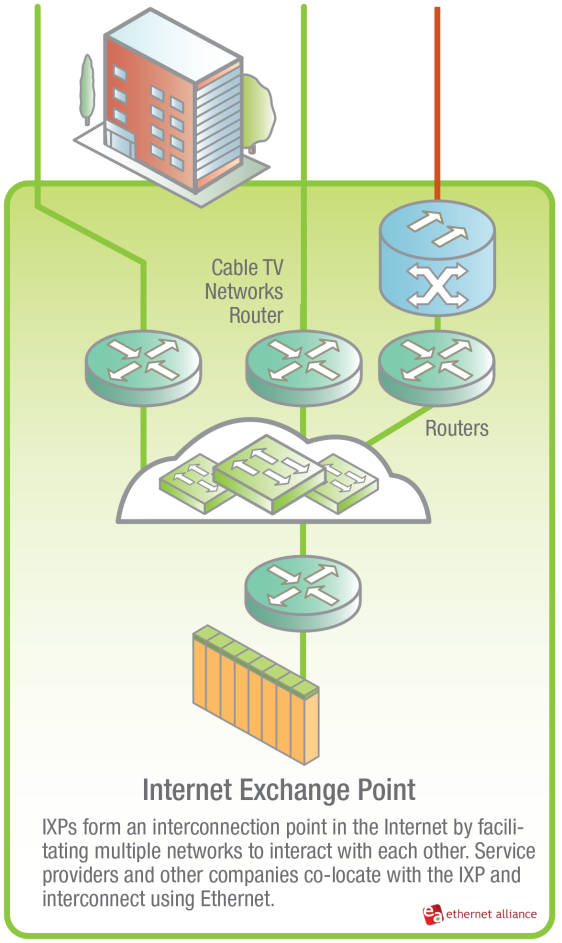 Cable TV
Networks
Router
Routers
Internet Exchange Point
IXPs form an interconnection point in the Internet by facili-
tating multiple networks to interact with each other. Service
providers and other companies co-locate with the IXP and
interconnect using Ethernet.
ea ethernet alliance